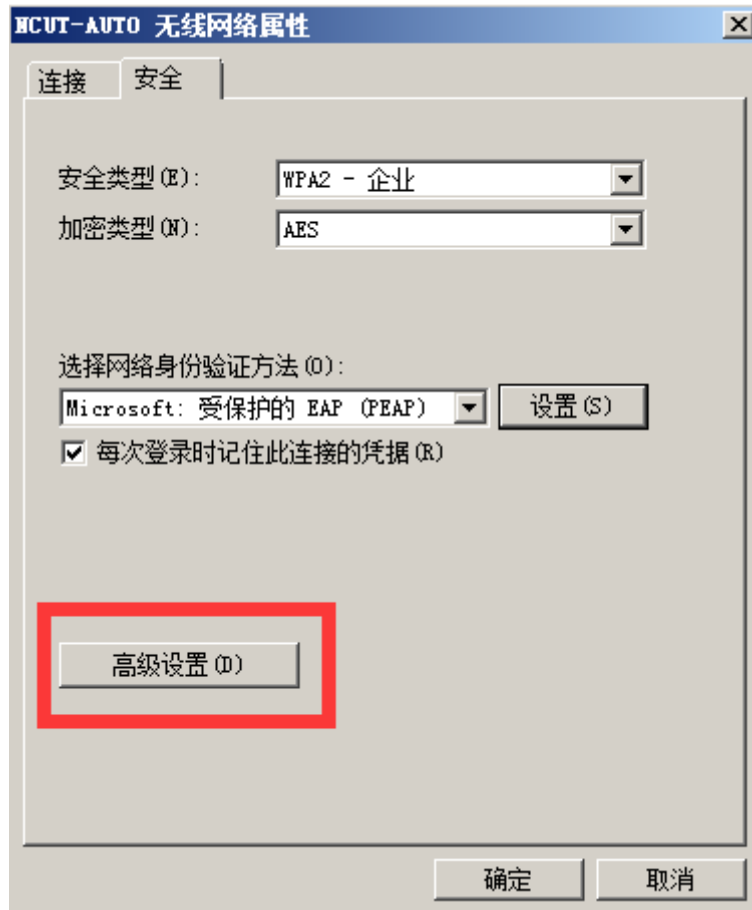 NCUT-AUTO 无线网络属性
连接 安全
安全类型(E): WPA2 - 企业
加密类型(N): AES
选择网络身份验证方法(O):
Microsoft: 受保护的 EAP (PEAP) 设置(S)
每次登录时记住此连接的凭据(R)
高级设置(D)
确定 取消